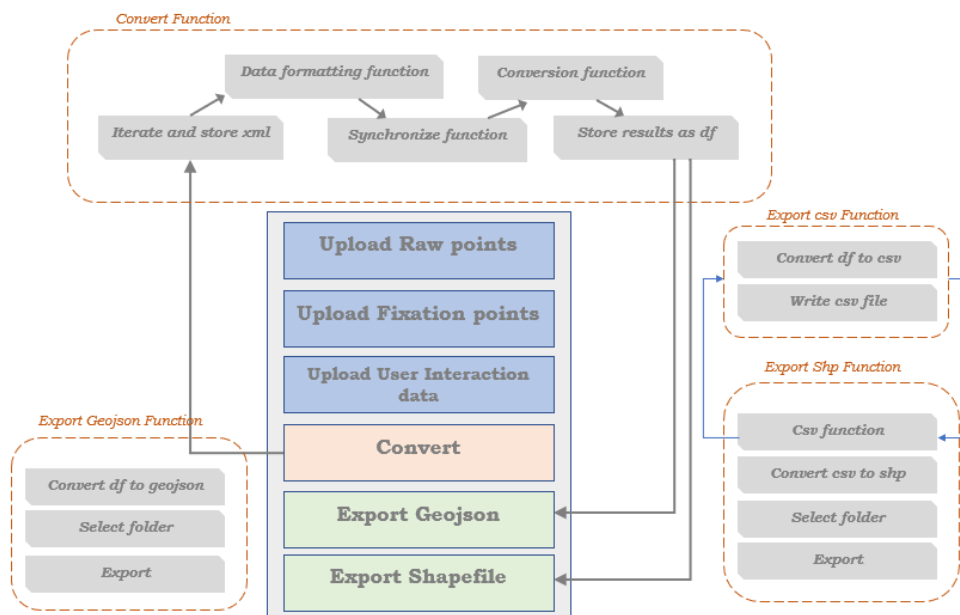 Convert Function
Data formatting function
Conversion function
Iterate and store xml
Synchronize function
Store results as df
Upload Raw points
Upload Fixation points
Upload User Interaction
data
Convert
Export Geojson
Export Shapefile
Export Geojson Function
Convert df to geojson
Select folder
Export
Export csv Function
Convert df to csv
Write csv file
Export Shp Function
Csv function
Convert csv to shp
Select folder
Export